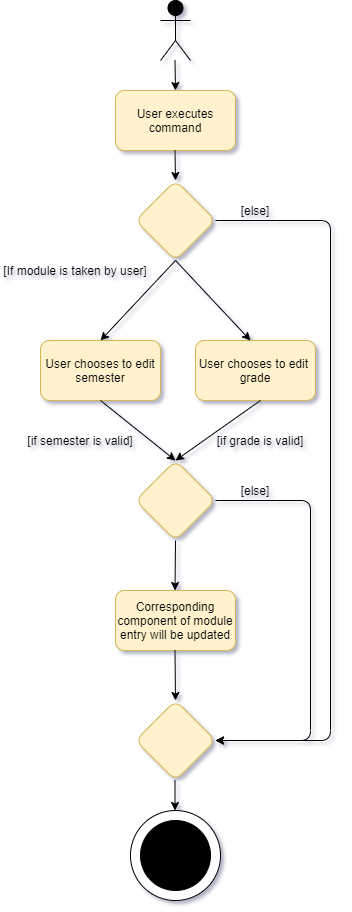 User executes
command
[else]
[If module is taken by user]
User chooses to edit
semester
User chooses to edit
grade
[if semester is valid]
[if grade is valid]
[else]
Corresponding
component of module
entry will be updated